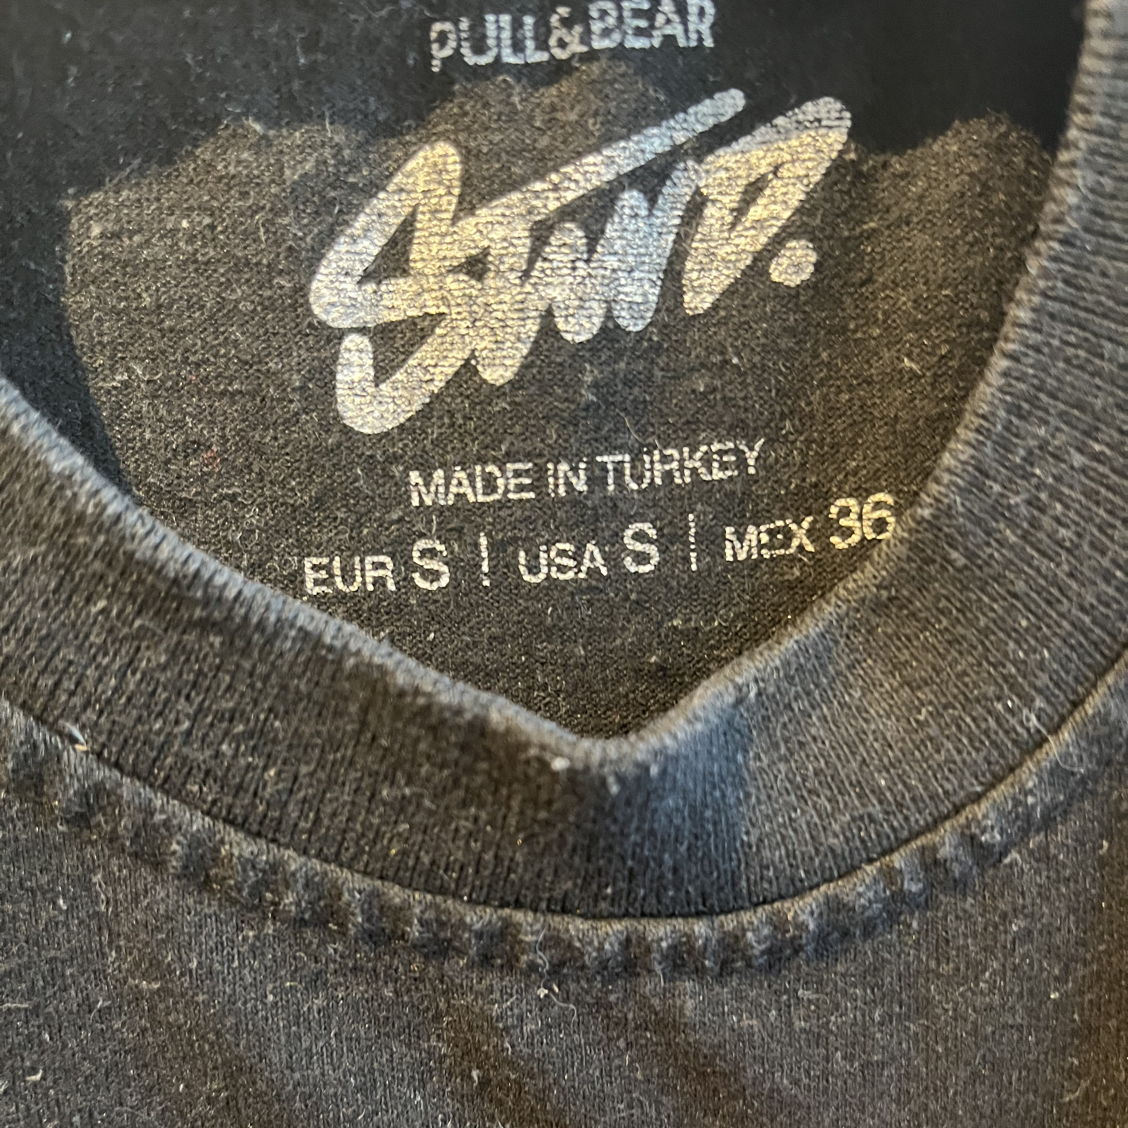 PULL&BEAR
STWD.
MADE IN TURKEY
EUR S | USA S | MEX 36